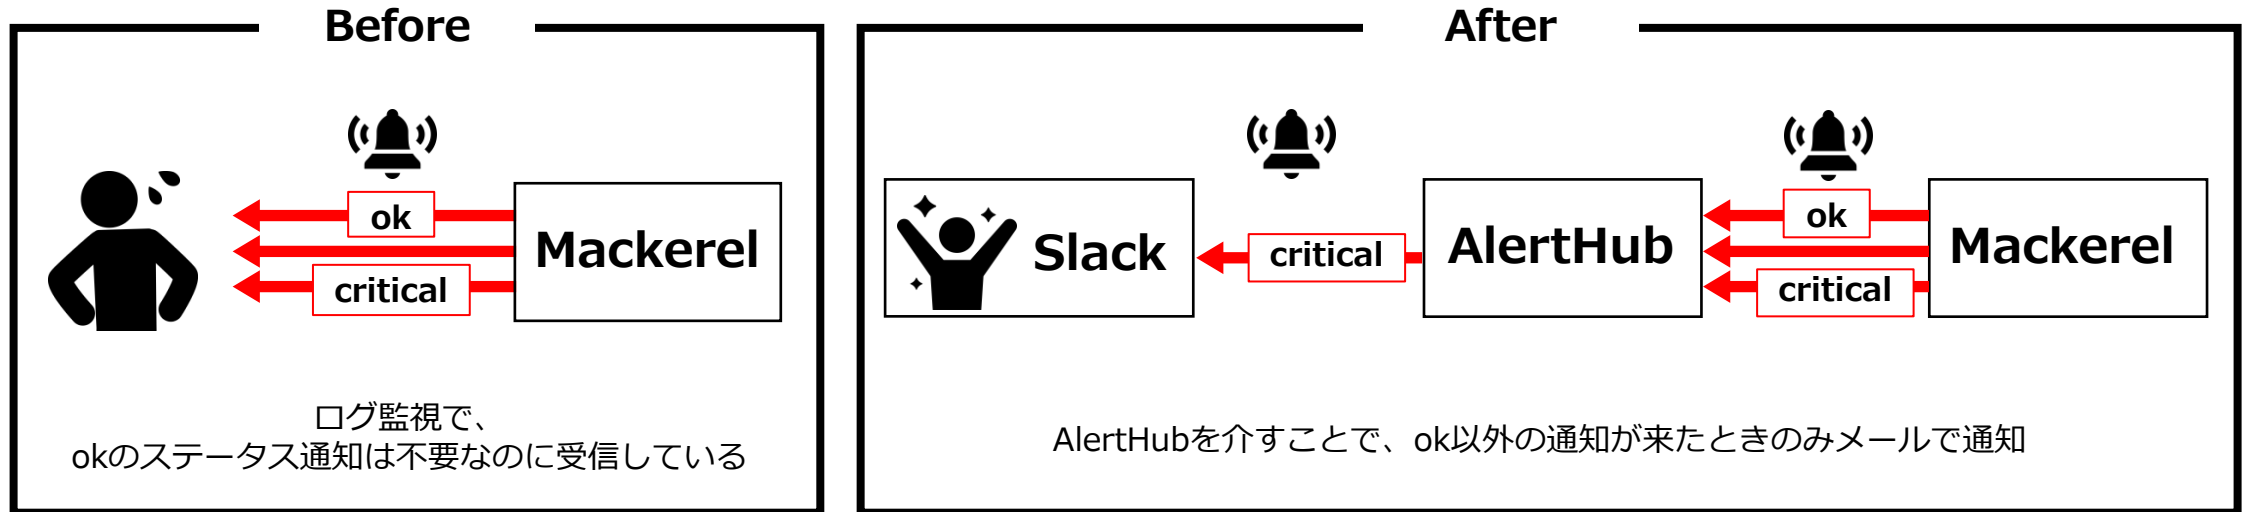 Before
ok
critical
Mackerel
ログ監視で、
okのステータス通知は不要なのに受信している
After
Slack
critical
AlertHub
ok
critical
Mackerel
AlertHubを介すことで、ok以外の通知が来たときのみメールで通知